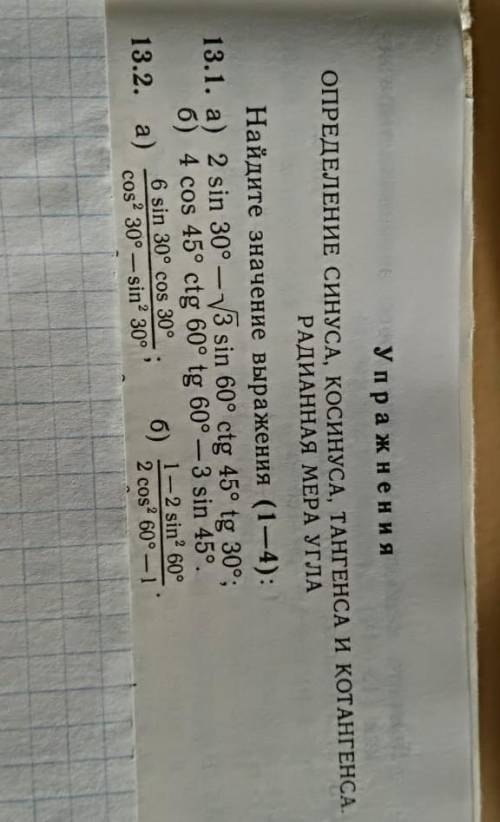 Упражнения
ОПРЕДЕЛЕНИЕ СИНУСА, КОСИНУСА, ТАНГЕНСА И КОТАНГЕНСА.
РАДИАННАЯ МЕРА УГЛА
Найдите значение выражения (1—4):
13.1. а) 2 sin 30° — √3 sin 60° ctg 45° tg 30°;
б) 4 cos 45° ctg 60° tg 60° — 3 sin 45°.
13.2. а) (6 sin 30° cos 30°)/(cos² 30° — sin² 30°); б) (1 — 2 sin² 60°)/(2 cos² 60° — 1).